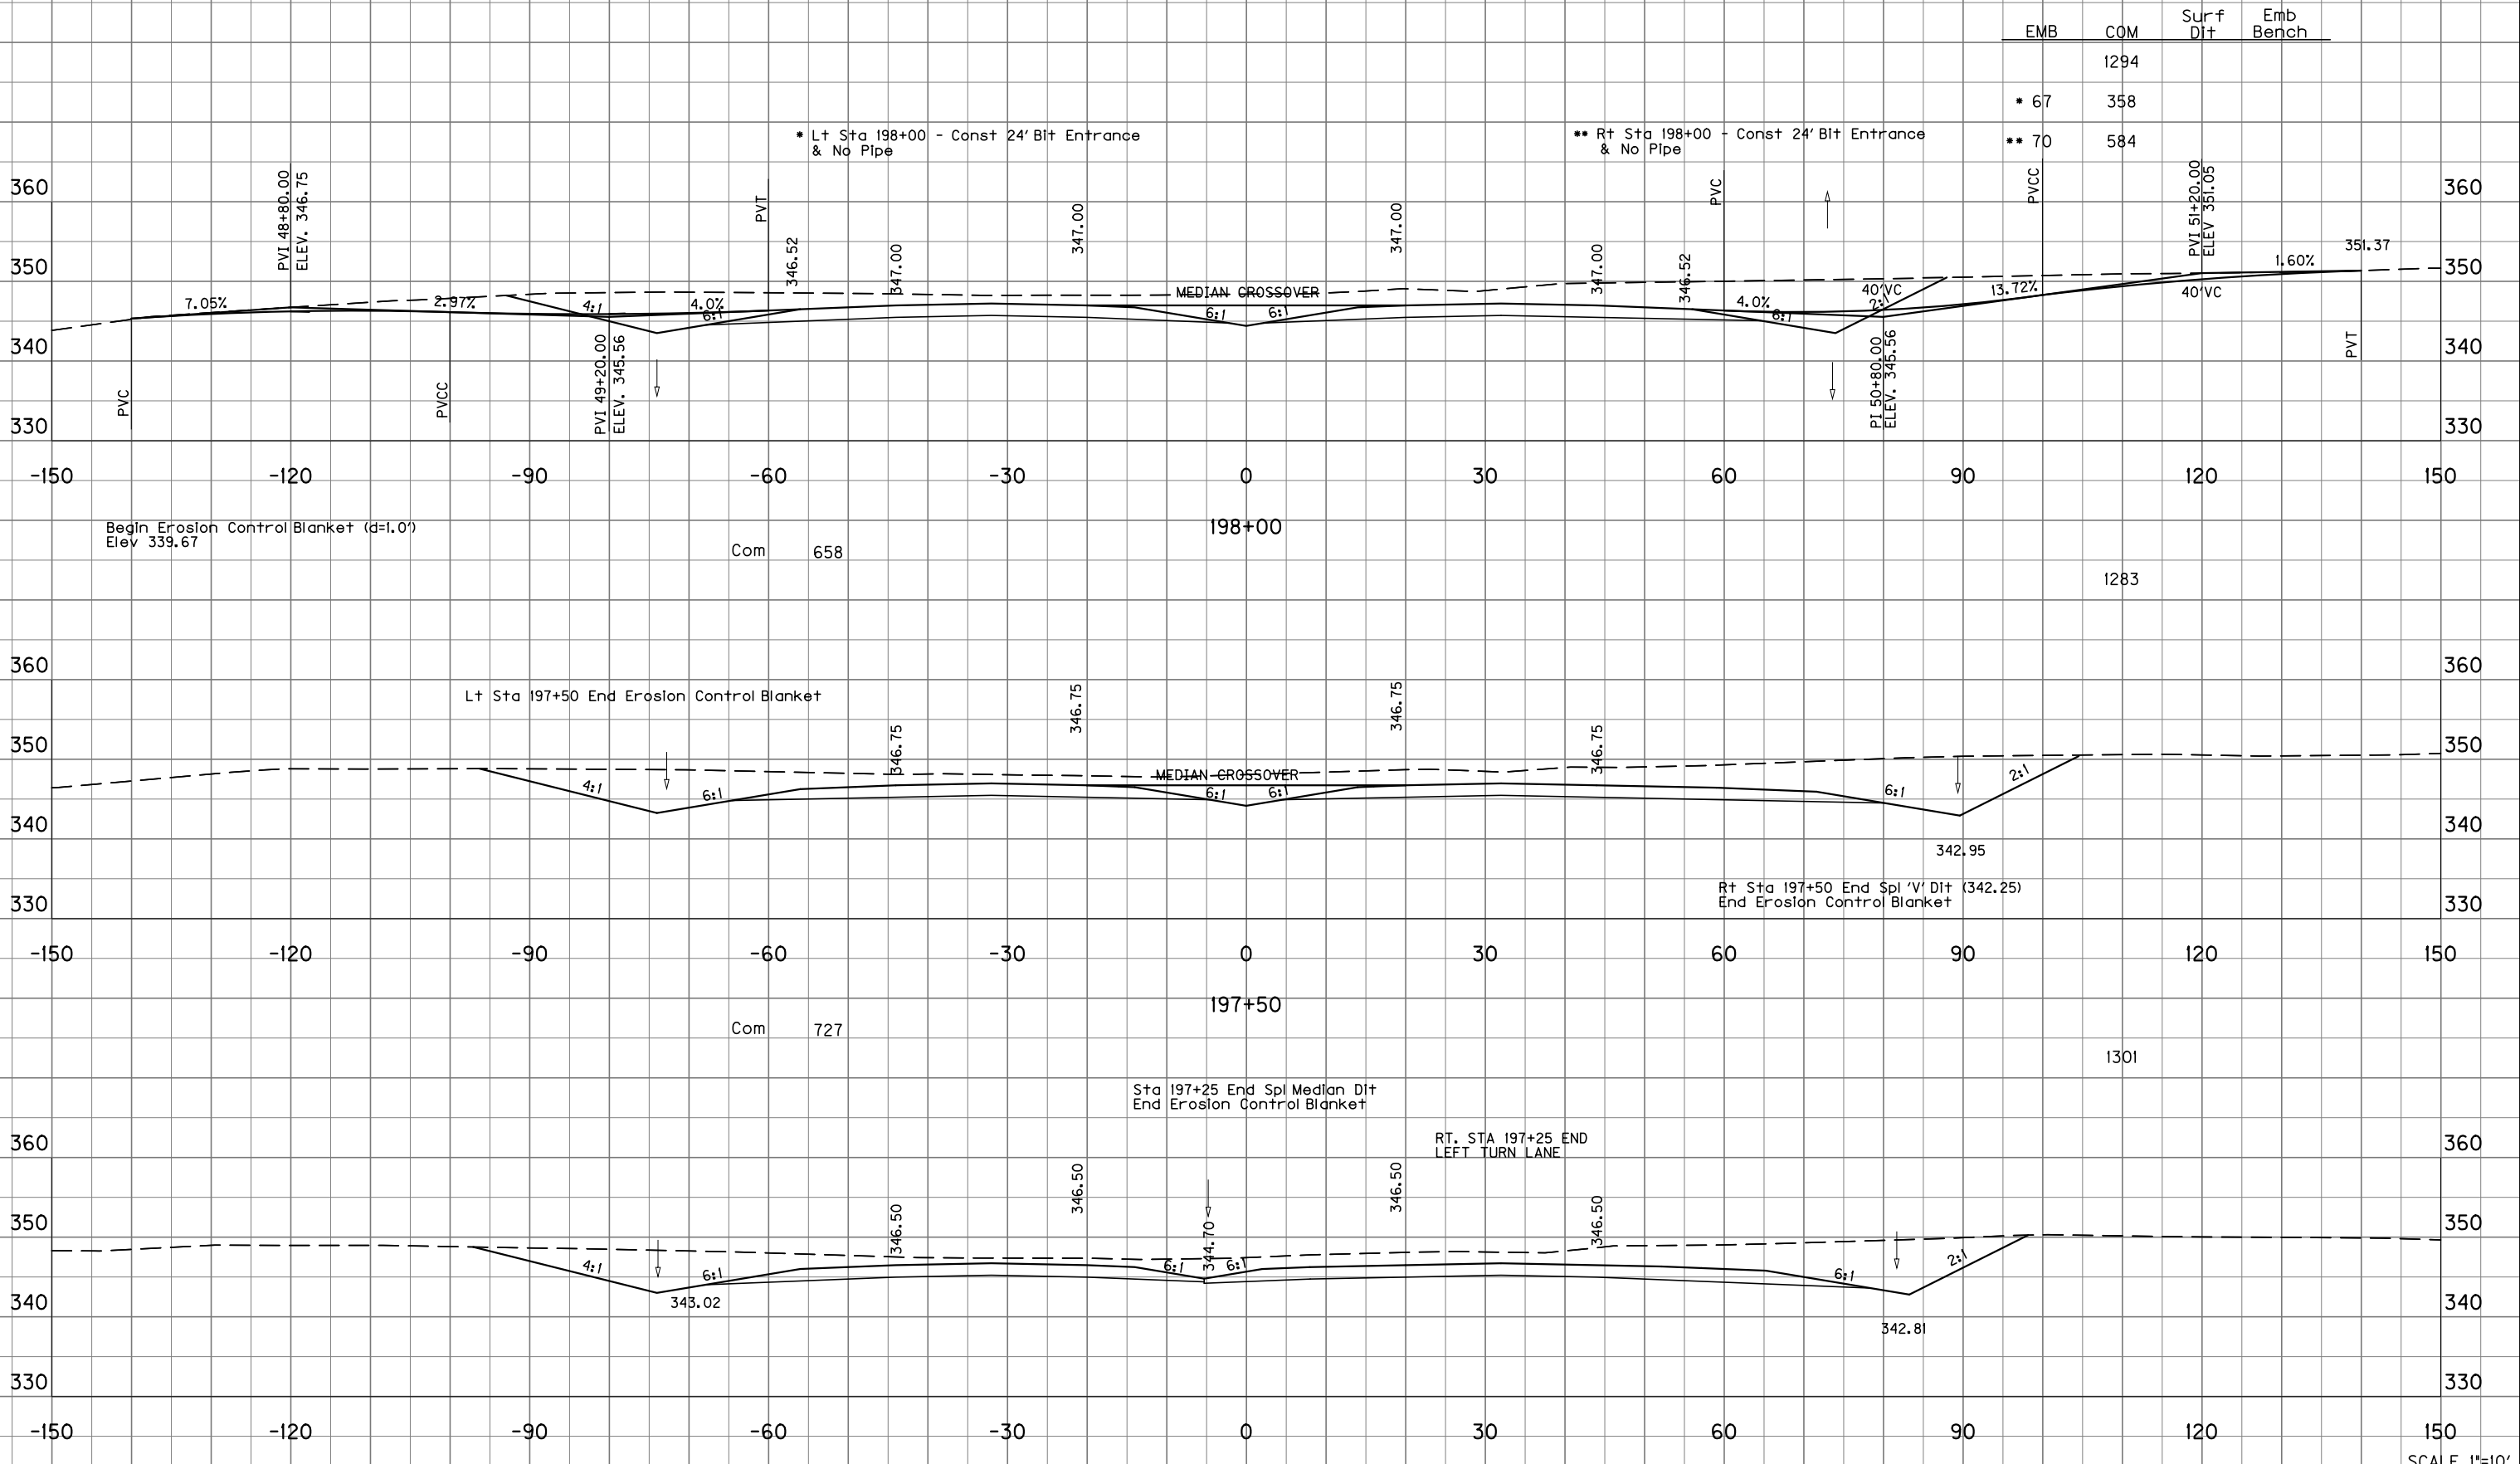 Surf Emb
EMB COM Dit Bench
1294
* 67 358
** 70 584
* Lt Sta 198+00 - Const 24' Bit Entrance
& No Pipe
** Rt Sta 198+00 - Const 24' Bit Entrance
& No Pipe
360 360
350 350
340 340
330 330
PVI 48+80.00
ELEV. 346.75
PVT
346.52
347.00
347.00
347.00
347.00
346.52
PVC
PVCC
PVI 51+20.00
ELEV 351.05
351.37
7.05%
2.97%
4:1
4.0%
6:1
MEDIAN CROSSOVER
6:1 6:1
4.0%
6:1
40'VC
2:1
13.72%
1.60%
40'VC
PVC
PVCC
PVI 49+20.00
ELEV. 345.56
PI 50+80.00
ELEV. 345.56
PVT
-150 -120 -90 -60 -30 0 30 60 90 120 150
Begin Erosion Control Blanket (d=1.0')
Elev 339.67
198+00
Com 658
1283
360 360
350 350
340 340
330 330
Lt Sta 197+50 End Erosion Control Blanket
346.75
346.75
346.75
346.75
MEDIAN CROSSOVER
4:1 6:1 6:1 6:1 6:1 2:1
342.95
Rt Sta 197+50 End Spl 'V' Dit (342.25)
End Erosion Control Blanket
-150 -120 -90 -60 -30 0 30 60 90 120 150
197+50
Com 727
1301
Sta 197+25 End Spl Median Dit
End Erosion Control Blanket
RT. STA 197+25 END
LEFT TURN LANE
360 360
350 350
340 340
330 330
346.50
346.50
344.70
346.50
346.50
4:1 6:1 6:1 6:1 6:1 2:1
343.02
342.81
-150 -120 -90 -60 -30 0 30 60 90 120 150
SCALE 1"=10'